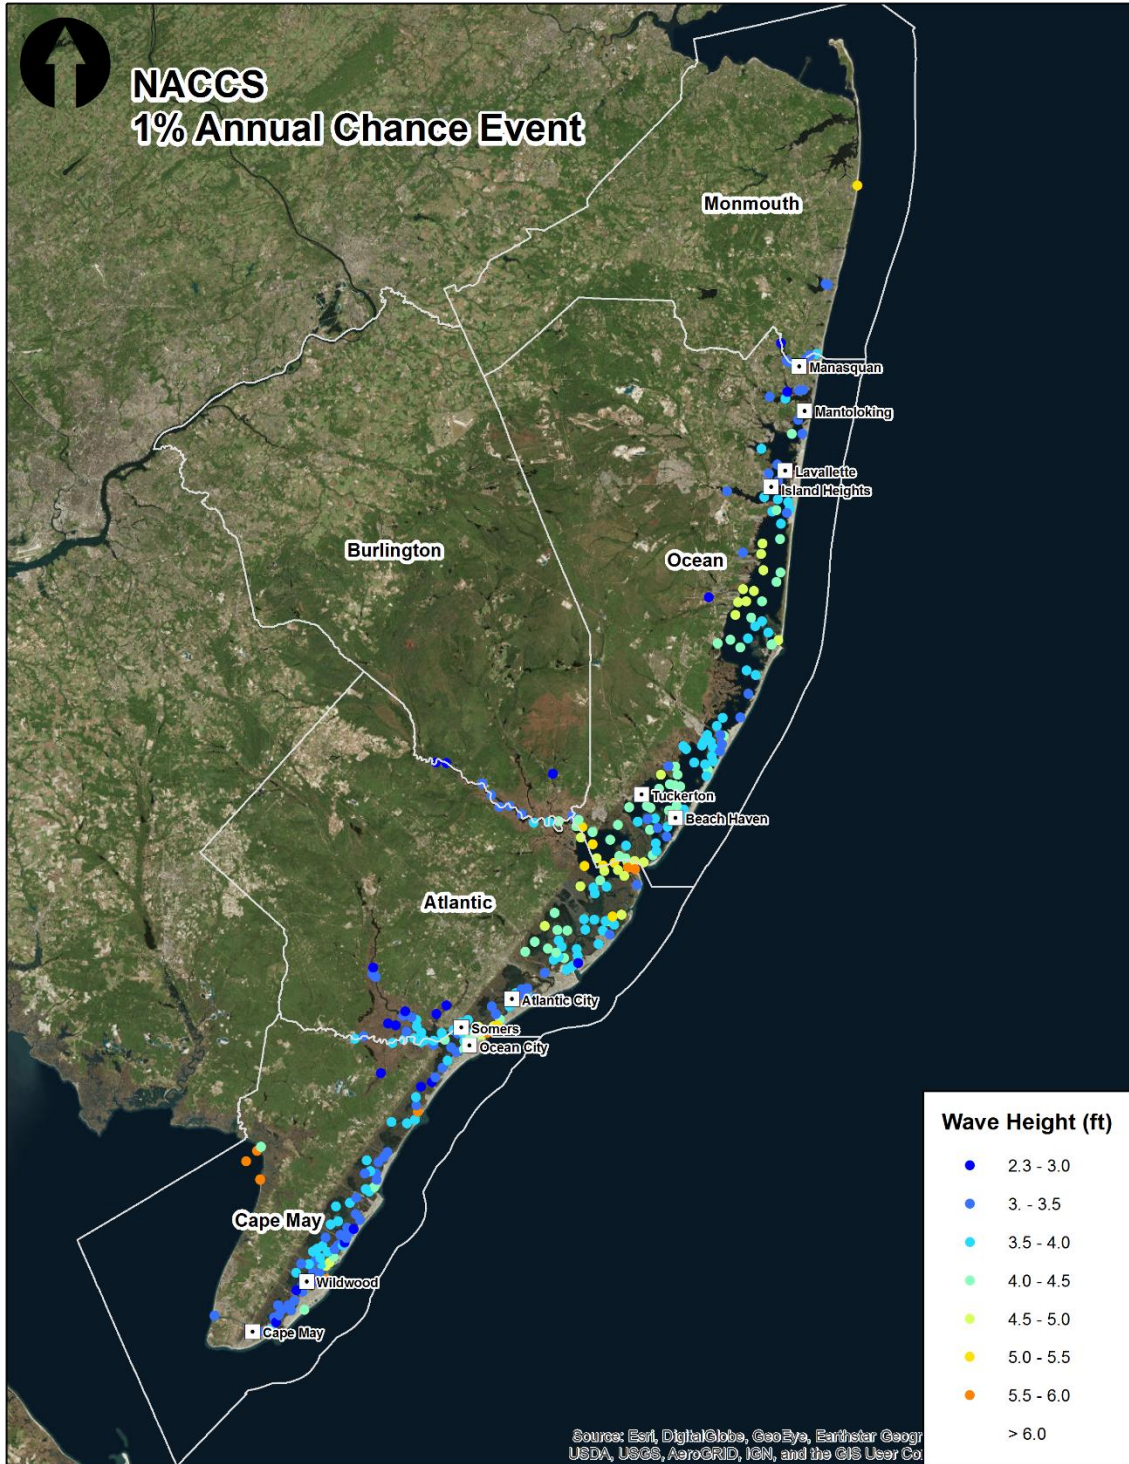 NACCS
1% Annual Chance Event
Monmouth
Manasquan
Mantoloking
Lavallette
Island Heights
Burlington
Ocean
Tuckerton
Beach Haven
Atlantic
Atlantic City
Somers
Ocean City
Cape May
Wildwood
Cape May
Wave Height (ft)
2.3 - 3.0
3. - 3.5
3.5 - 4.0
4.0 - 4.5
4.5 - 5.0
5.0 - 5.5
5.5 - 6.0
> 6.0
Source: Esri, DigitalGlobe, GeoEye, Earthstar Geogr
USDA, USGS, AeroGRID, IGN, and the GIS User Co